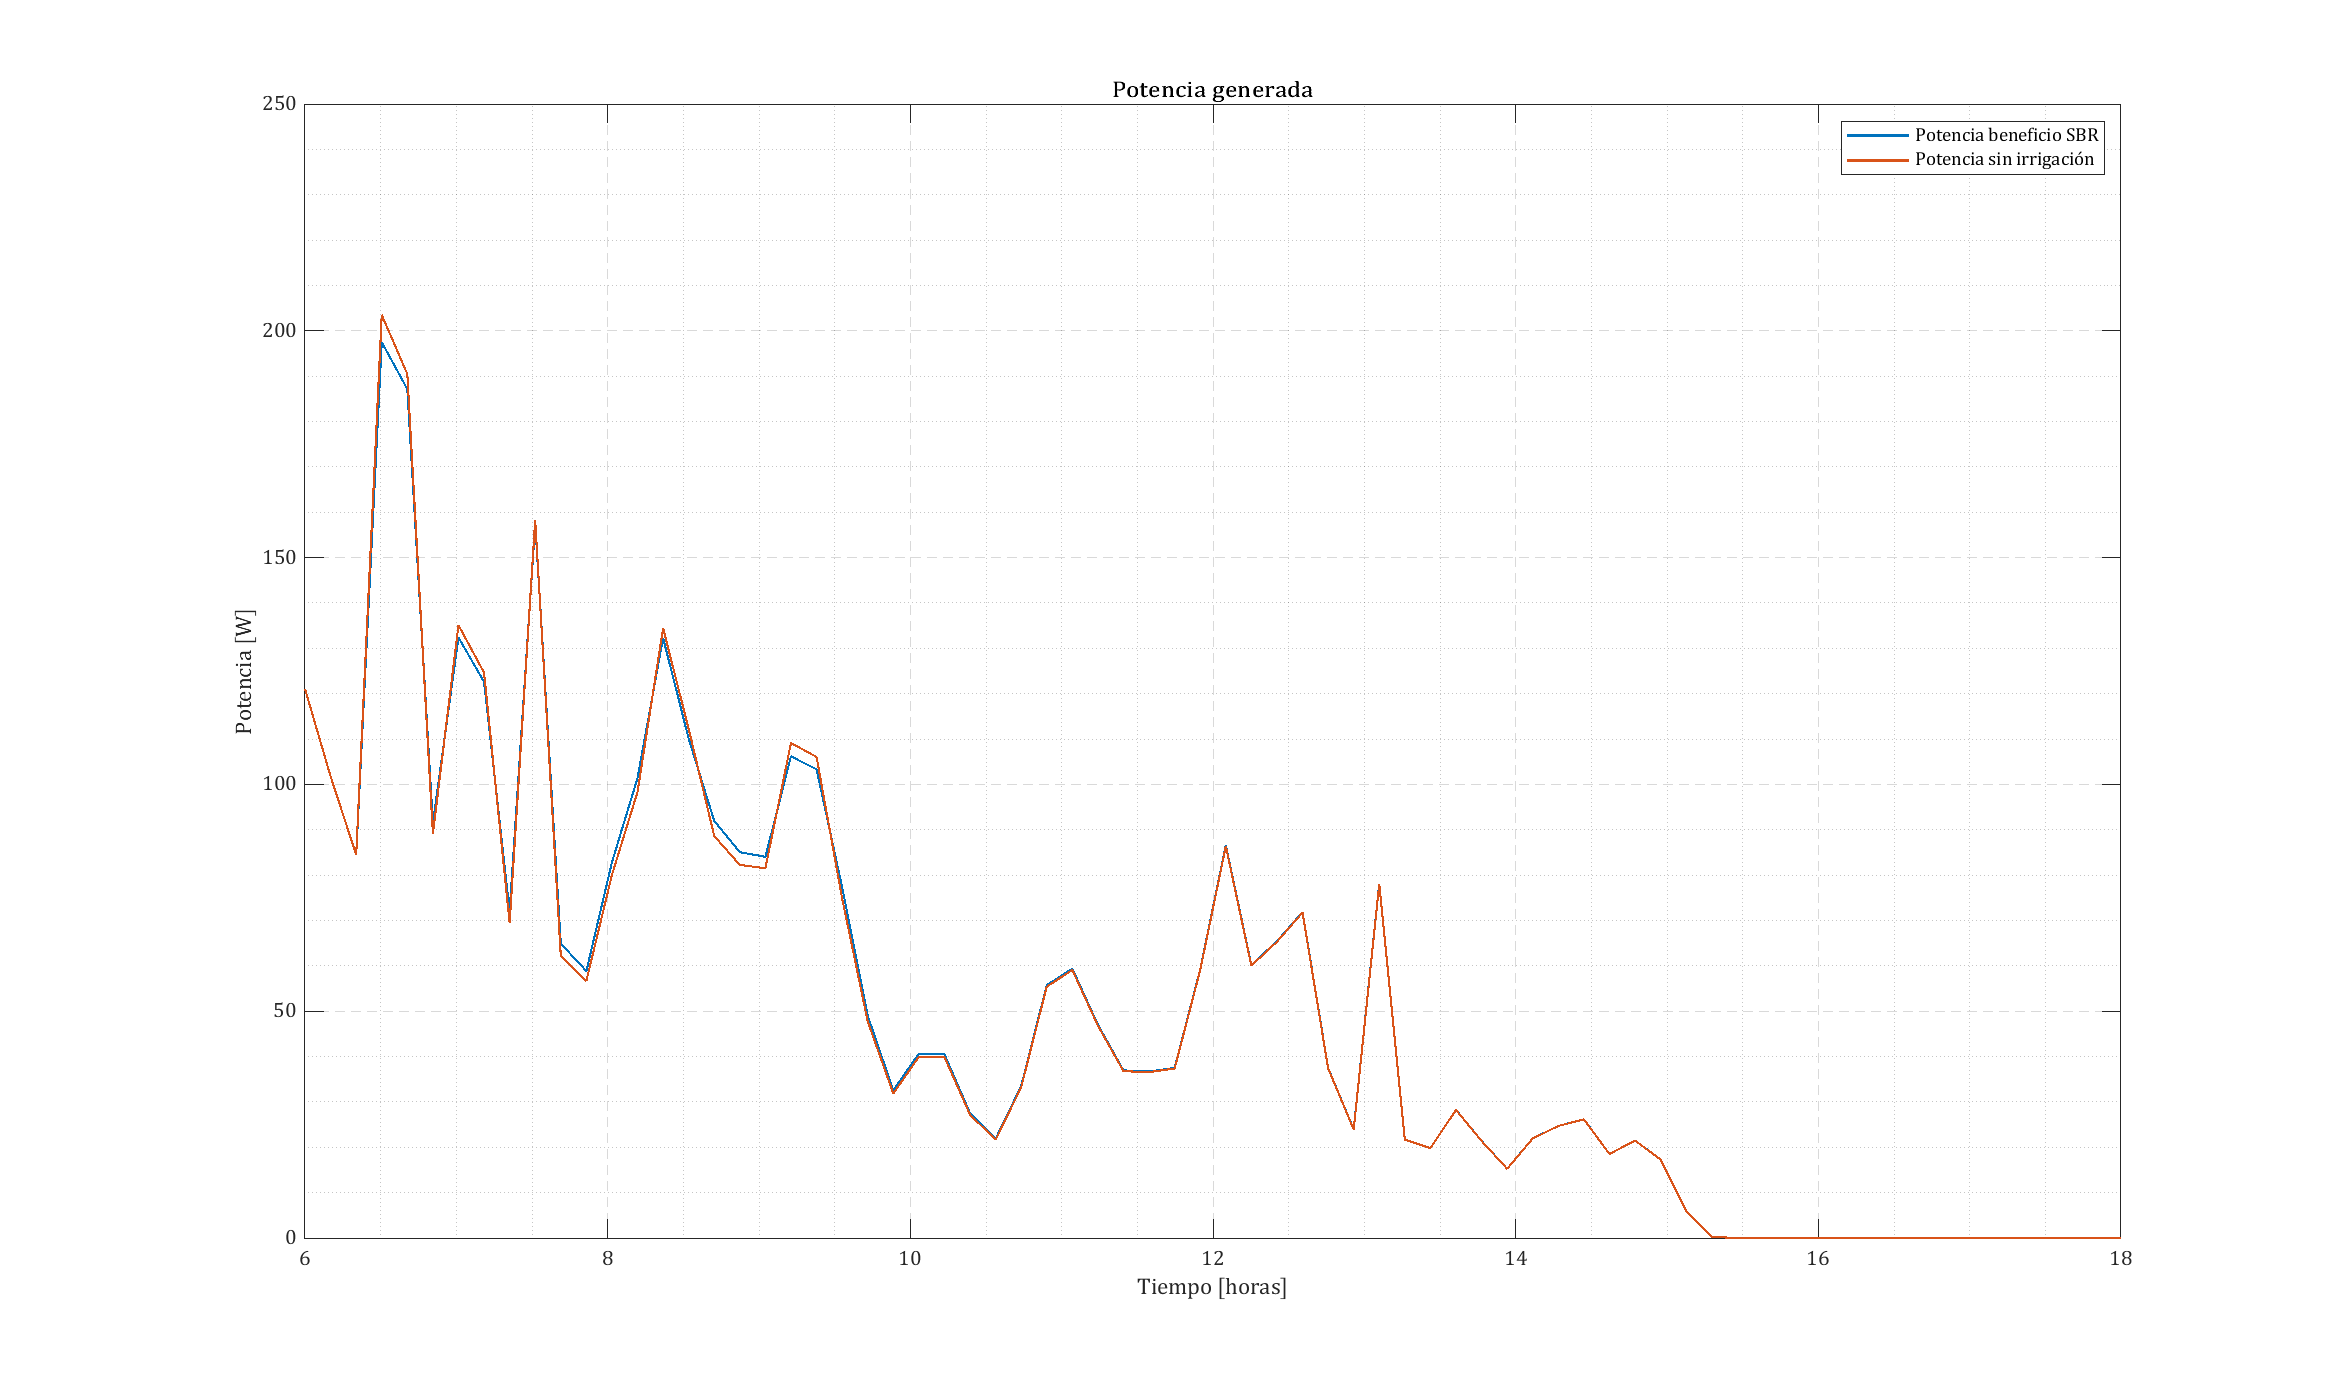 Potencia generada
250
200
150
100
50
0
Potencia [W]
Potencia beneficio SBR
Potencia sin irrigación
6 8 10 12 14 16 18
Tiempo [horas]